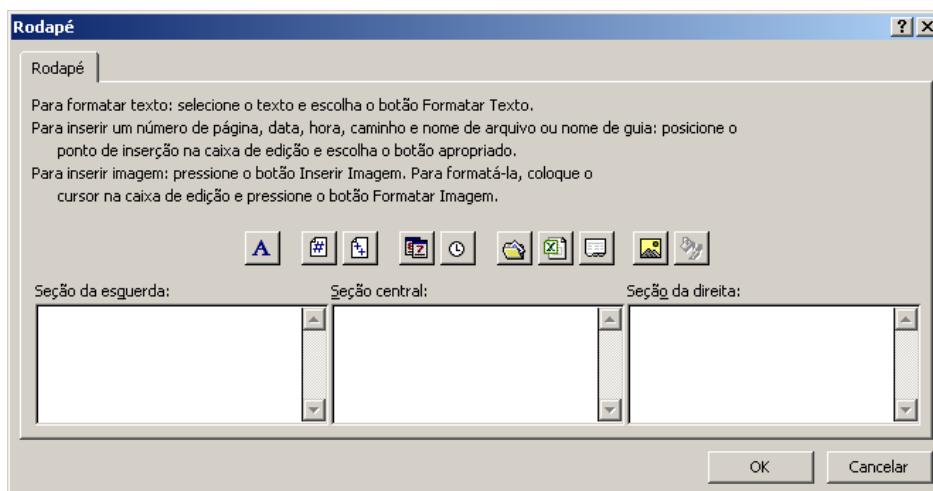 Rodapé
Rodapé
Para formatar texto: selecione o texto e escolha o botão Formatar Texto.
Para inserir um número de página, data, hora, caminho e nome de arquivo ou nome de guia: posicione o
ponto de inserção na caixa de edição e escolha o botão apropriado.
Para inserir imagem: pressione o botão Inserir Imagem. Para formatá-la, coloque o
cursor na caixa de edição e pressione o botão Formatar Imagem.
Seção da esquerda: Seção central: Seção da direita:
OK Cancelar